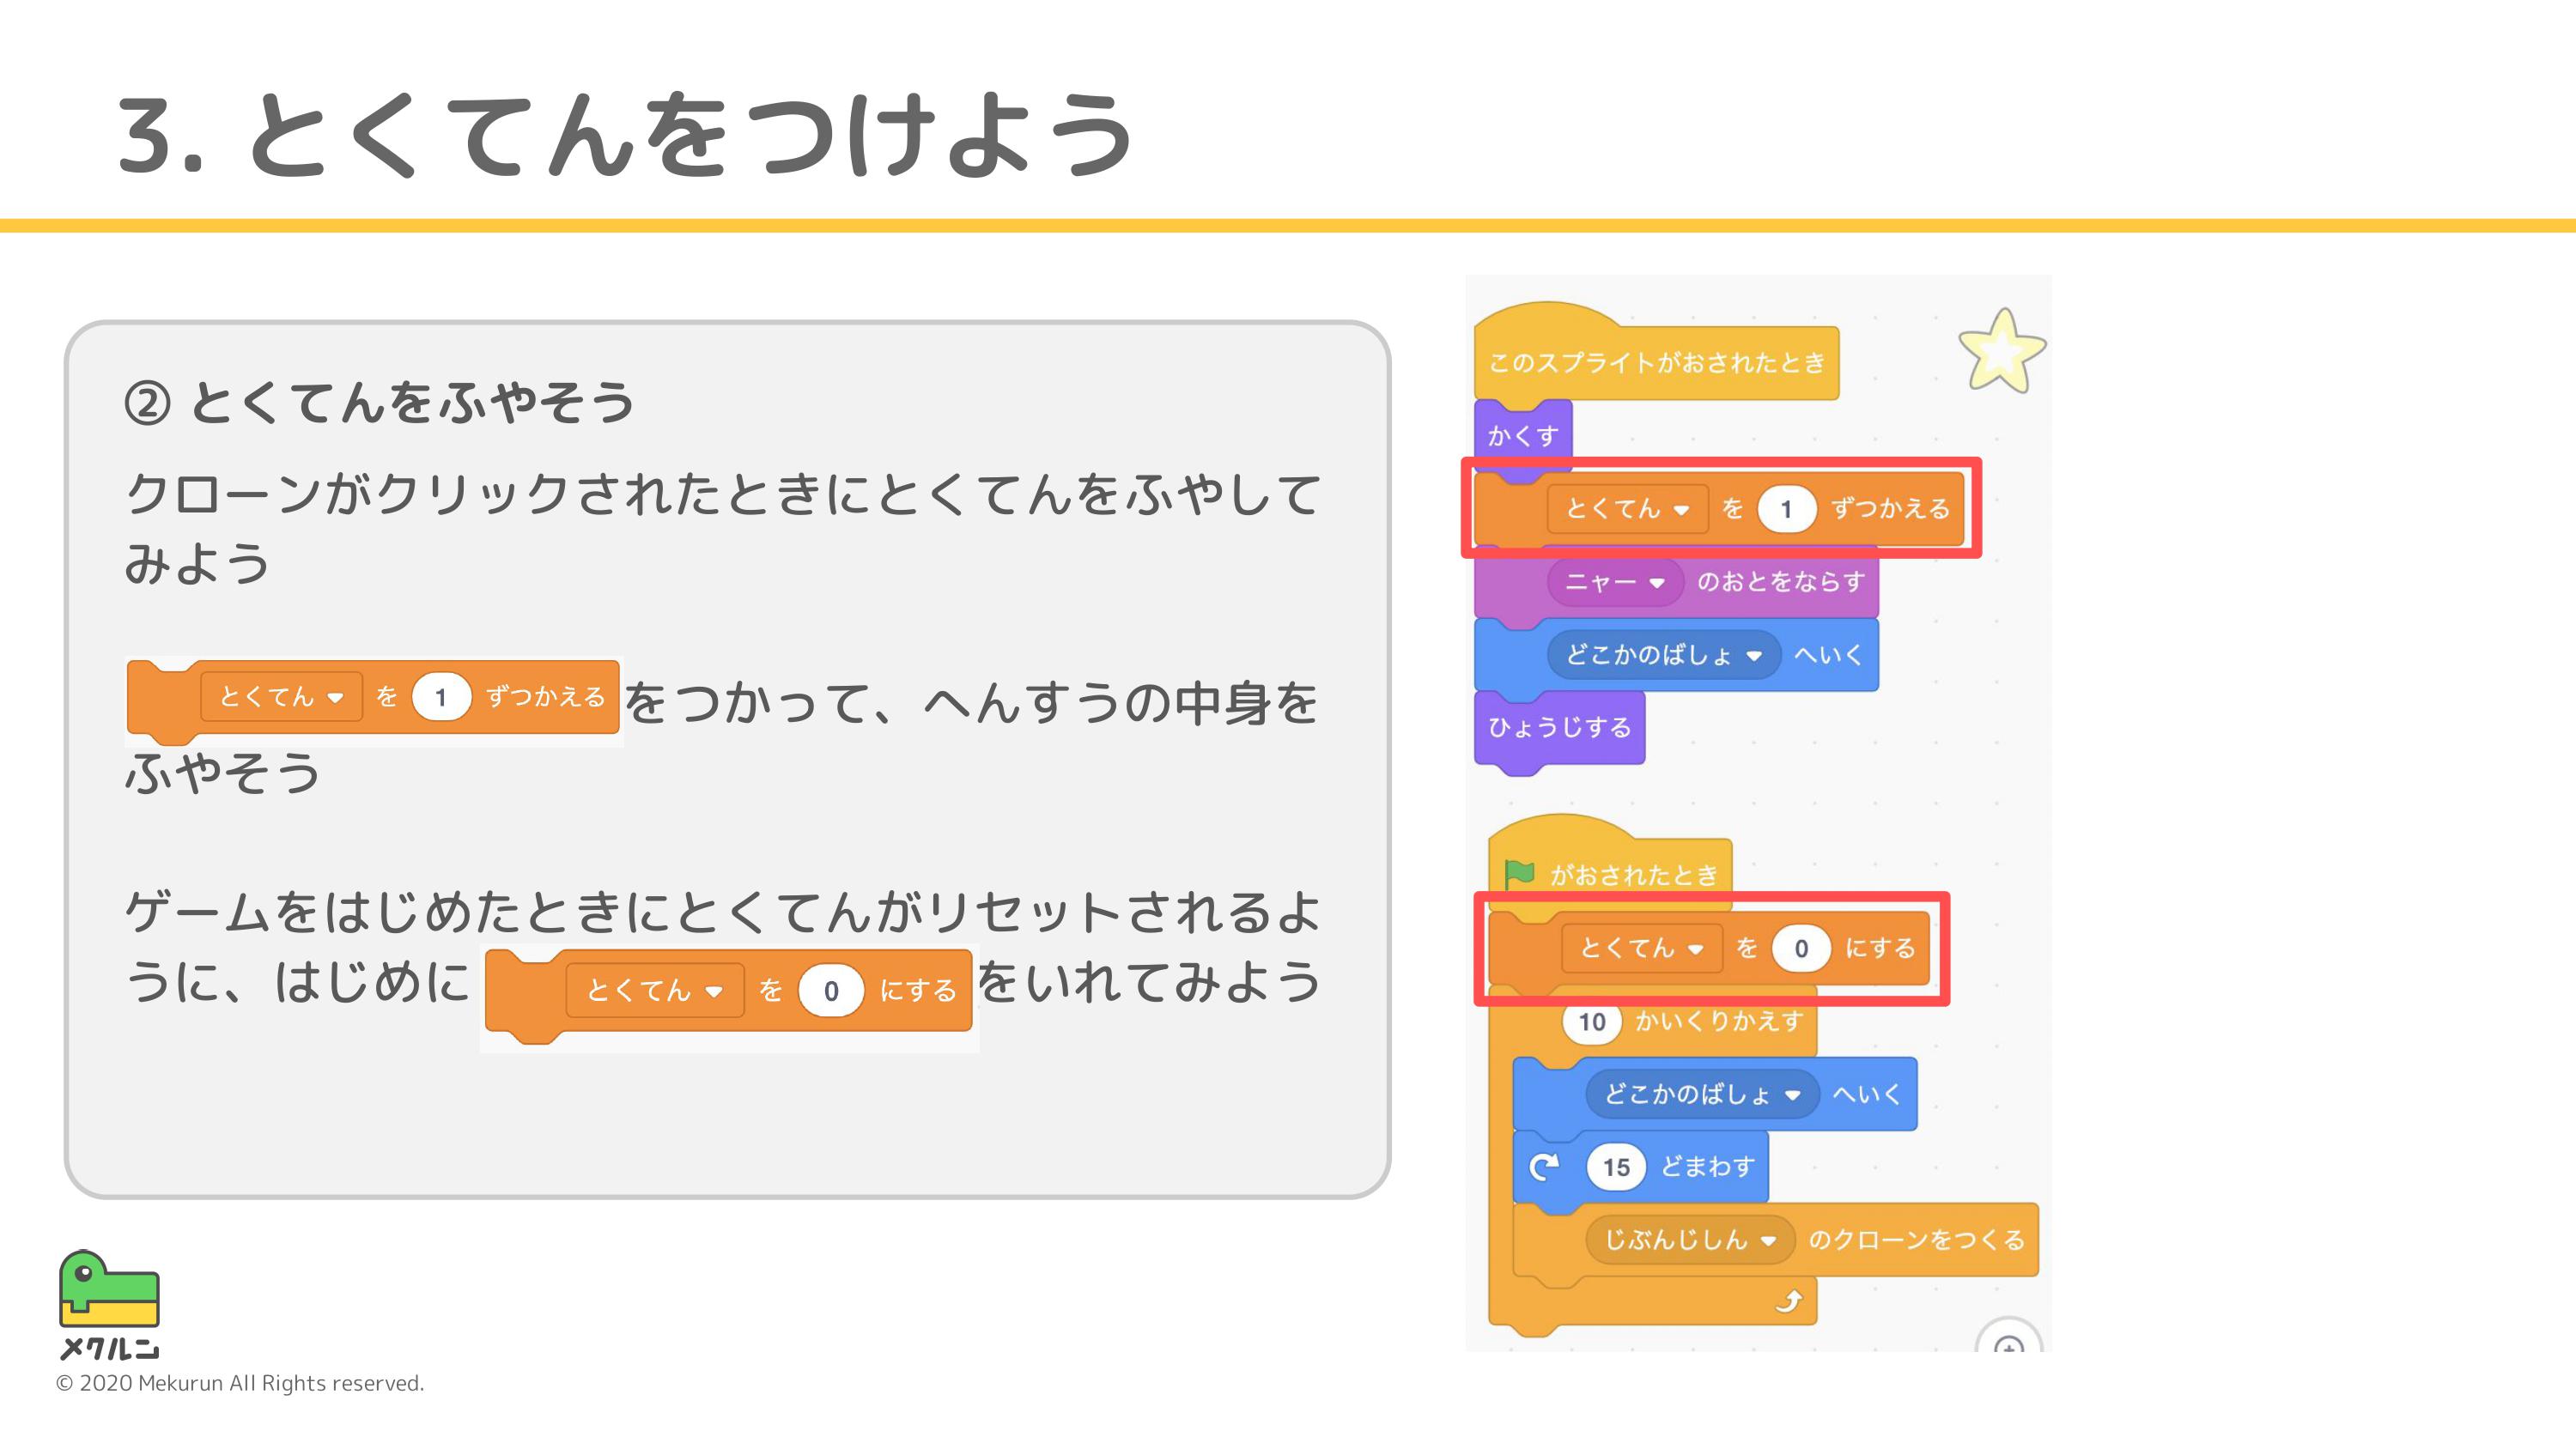 3. とくてんをつけよう
② とくてんをふやそう
クローンがクリックされたときにとくてんをふやして
みよう
とくてん を 1 ずつかえる をつかって、へんすうの中身を
ふやそう
ゲームをはじめたときにとくてんがリセットされるよ
うに、はじめに とくてん を 0 にする をいれてみよう
このスプライトがおされたとき
かくす
とくてん を 1 ずつかえる
ニャー のおとをならす
どこかのばしょ へいく
ひょうじする
がおされたとき
とくてん を 0 にする
10 かいくりかえす
どこかのばしょ へいく
15 どまわす
じぶんじしん のクローンをつくる
メクルン
© 2020 Mekurun All Rights reserved.